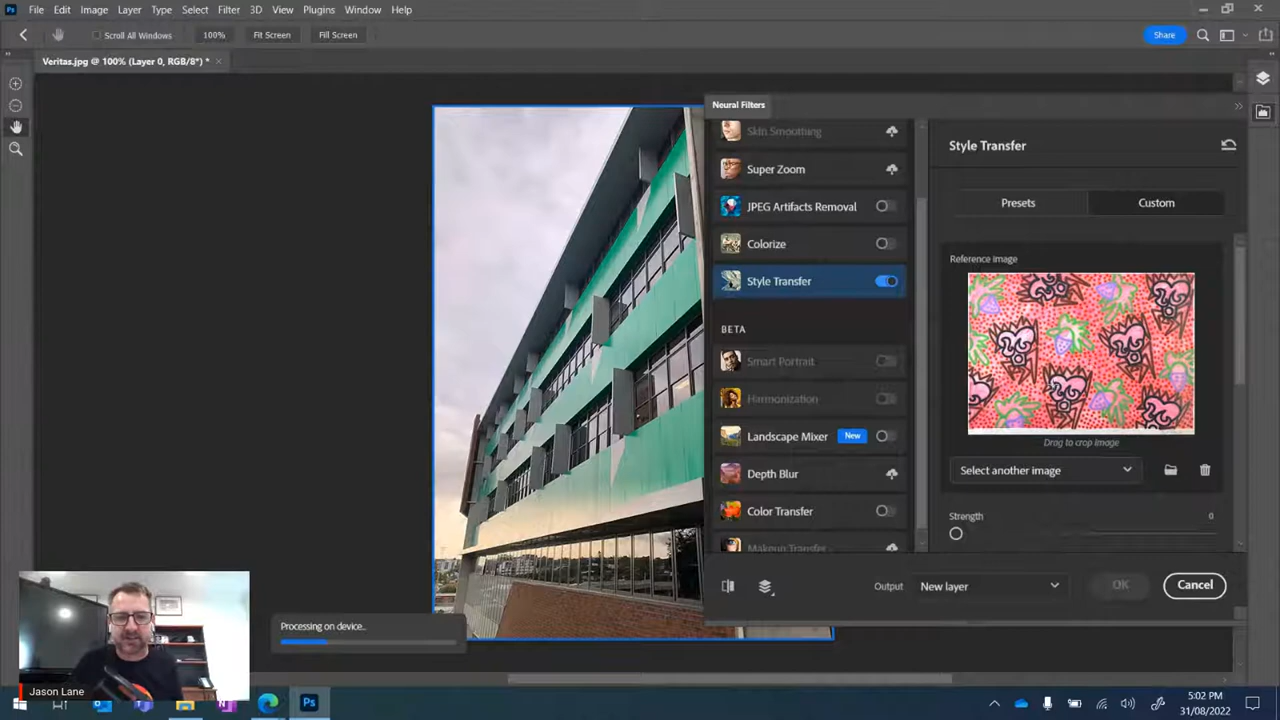 Ps File Edit Image Layer Type Select Filter 3D View Plugins Window Help
Scroll All Windows 100% Fit Screen Fill Screen Share
Veritas.jpg @ 100% (Layer 0, RGB/8*) *
Neural Filters
Skin Smoothing
Super Zoom
JPEG Artifacts Removal
Colorize
Style Transfer
BETA
Smart Portrait
Harmonization
Landscape Mixer New
Depth Blur
Color Transfer
Makeup Transfer
Style Transfer
Presets Custom
Reference image
Drag to crop image
Select another image
Strength 0
Output New layer OK Cancel
Processing on device..
Jason Lane
Ps
5:02 PM
31/08/2022